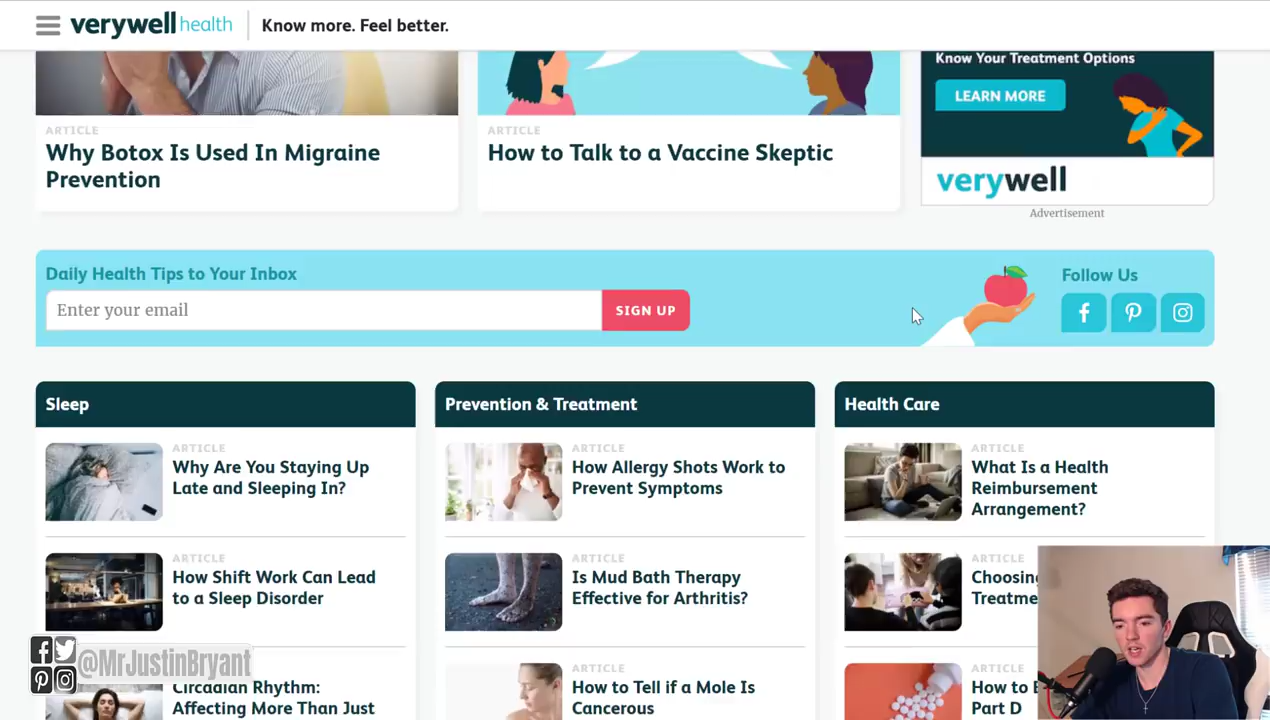 verywell health
Know more. Feel better.
Know Your Treatment Options
LEARN MORE
verywell
Advertisement
ARTICLE
Why Botox Is Used In Migraine
Prevention
ARTICLE
How to Talk to a Vaccine Skeptic
Daily Health Tips to Your Inbox
Enter your email
SIGN UP
Follow Us
Sleep
ARTICLE
Why Are You Staying Up
Late and Sleeping In?
ARTICLE
How Shift Work Can Lead
to a Sleep Disorder
Circadian Rhythm:
Affecting More Than Just
Prevention & Treatment
ARTICLE
How Allergy Shots Work to
Prevent Symptoms
ARTICLE
Is Mud Bath Therapy
Effective for Arthritis?
ARTICLE
How to Tell if a Mole Is
Cancerous
Health Care
ARTICLE
What Is a Health
Reimbursement
Arrangement?
ARTICLE
Choosing
ARTICLE
How to
Part D
@MrJustinBryant